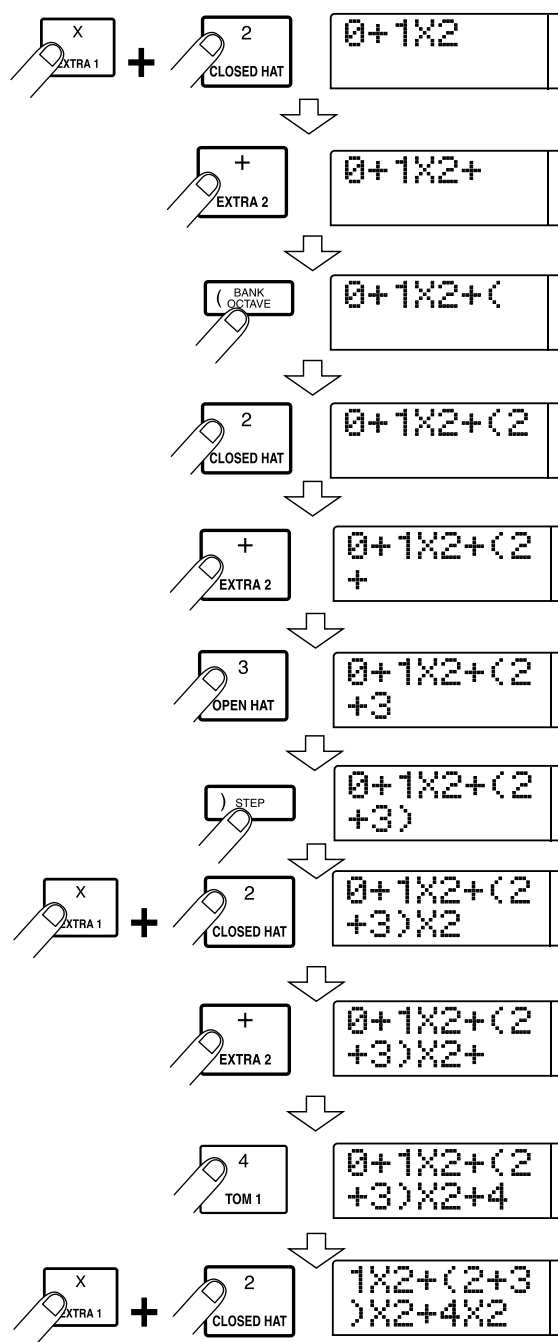 X
EXTRA 1
+
2
CLOSED HAT
0+1X2
+
EXTRA 2
0+1X2+
( BANK
OCTAVE
0+1X2+(
2
CLOSED HAT
0+1X2+(2
+
EXTRA 2
0+1X2+(2
+
3
OPEN HAT
0+1X2+(2
+3
) STEP
0+1X2+(2
+3)
X
EXTRA 1
+
2
CLOSED HAT
0+1X2+(2
+3)X2
+
EXTRA 2
0+1X2+(2
+3)X2+
4
TOM 1
0+1X2+(2
+3)X2+4
X
EXTRA 1
+
2
CLOSED HAT
1X2+(2+3
)X2+4X2